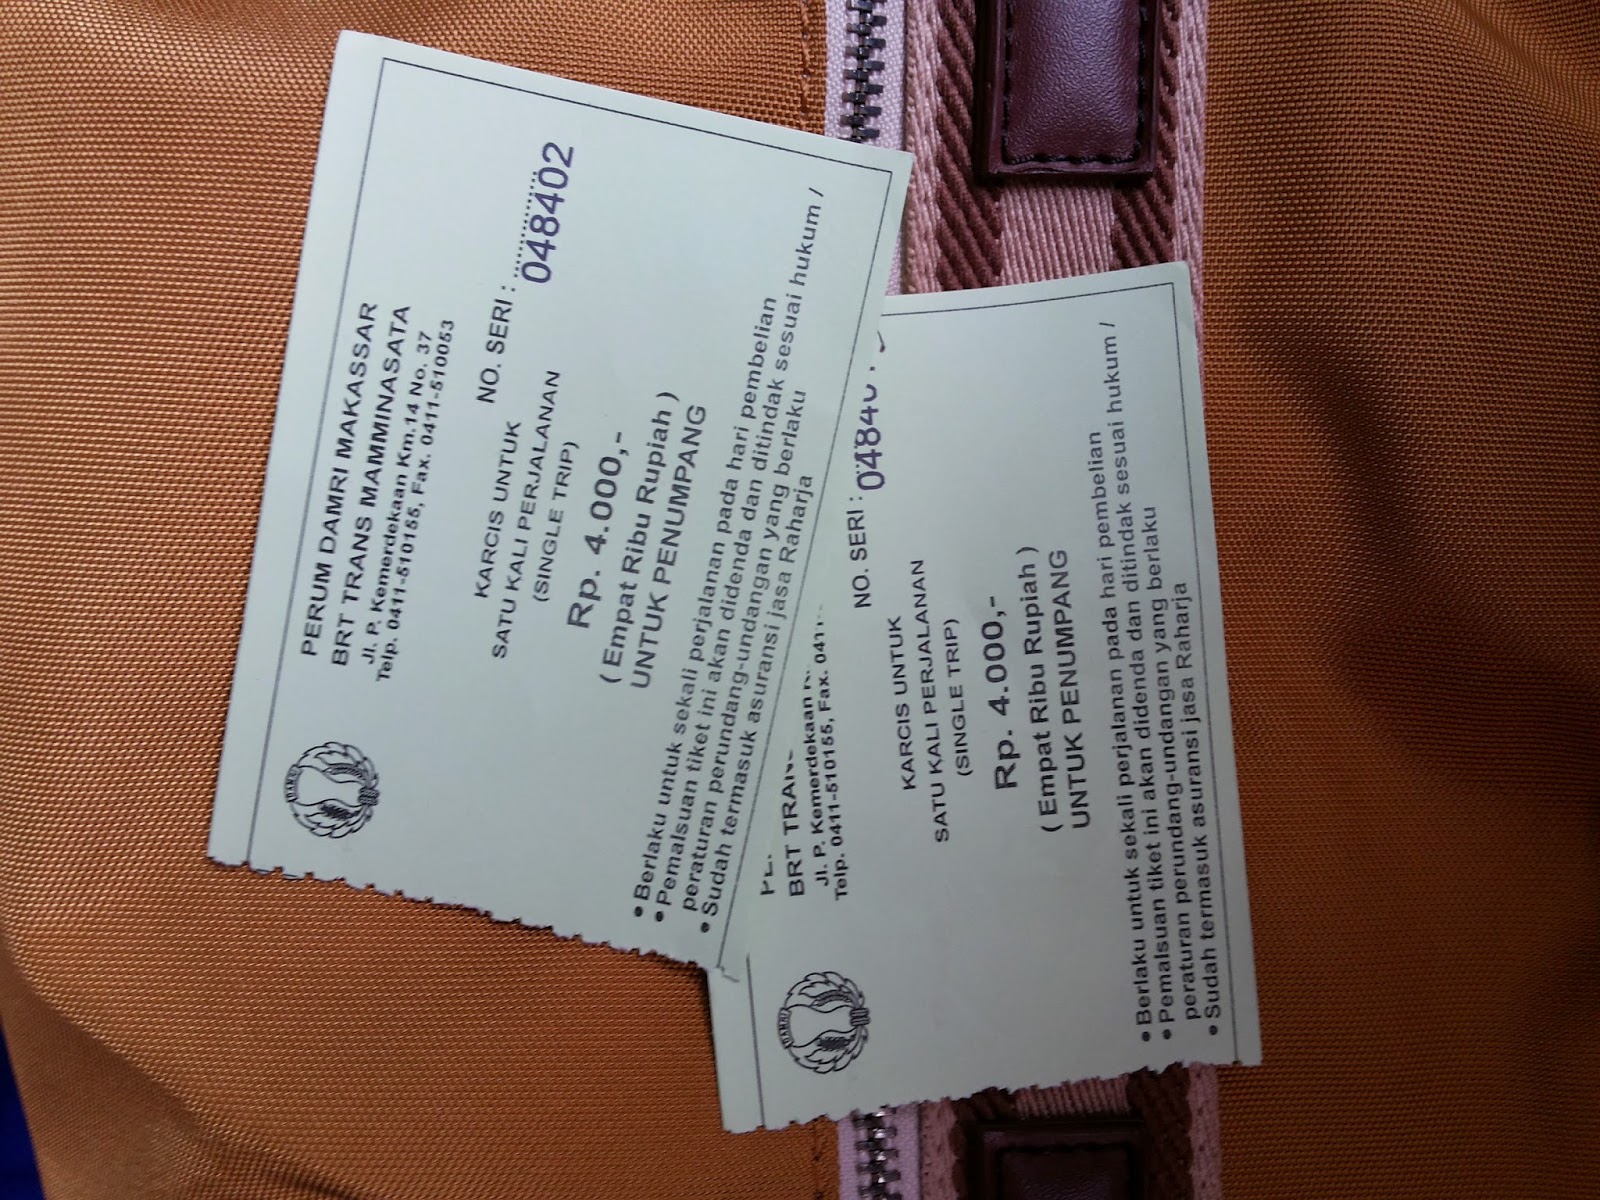 PERUM DAMRI MAKASSAR
BRT TRANS MAMMINASATA
Jl. P. Kemerdekaan Km.14 No. 37
Telp. 0411-510155, Fax. 0411-510053
NO. SERI :
048402
KARCIS UNTUK
SATU KALI PERJALANAN
(SINGLE TRIP)
Rp. 4.000,-
( Empat Ribu Rupiah )
UNTUK PENUMPANG
• Berlaku untuk sekali perjalanan pada hari pembelian
• Pemalsuan tiket ini akan didenda dan ditindak sesuai hukum /
peraturan perundang-undangan yang berlaku
• Sudah termasuk asuransi jasa Raharja
DAMRI
BRT
Jl. P. Kemerdekaan
Telp. 0411-510155, Fax.
NO. SERI :
KARCIS UNTUK
SATU KALI PERJALANAN
(SINGLE TRIP)
Rp. 4.000,-
( Empat Ribu Rupiah )
UNTUK PENUMPANG
• Berlaku untuk sekali perjalanan pada hari pembelian
• Pemalsuan tiket ini akan didenda dan ditindak sesuai hukum /
peraturan perundang-undangan yang berlaku
• Sudah termasuk asuransi jasa Raharja
DAMRI